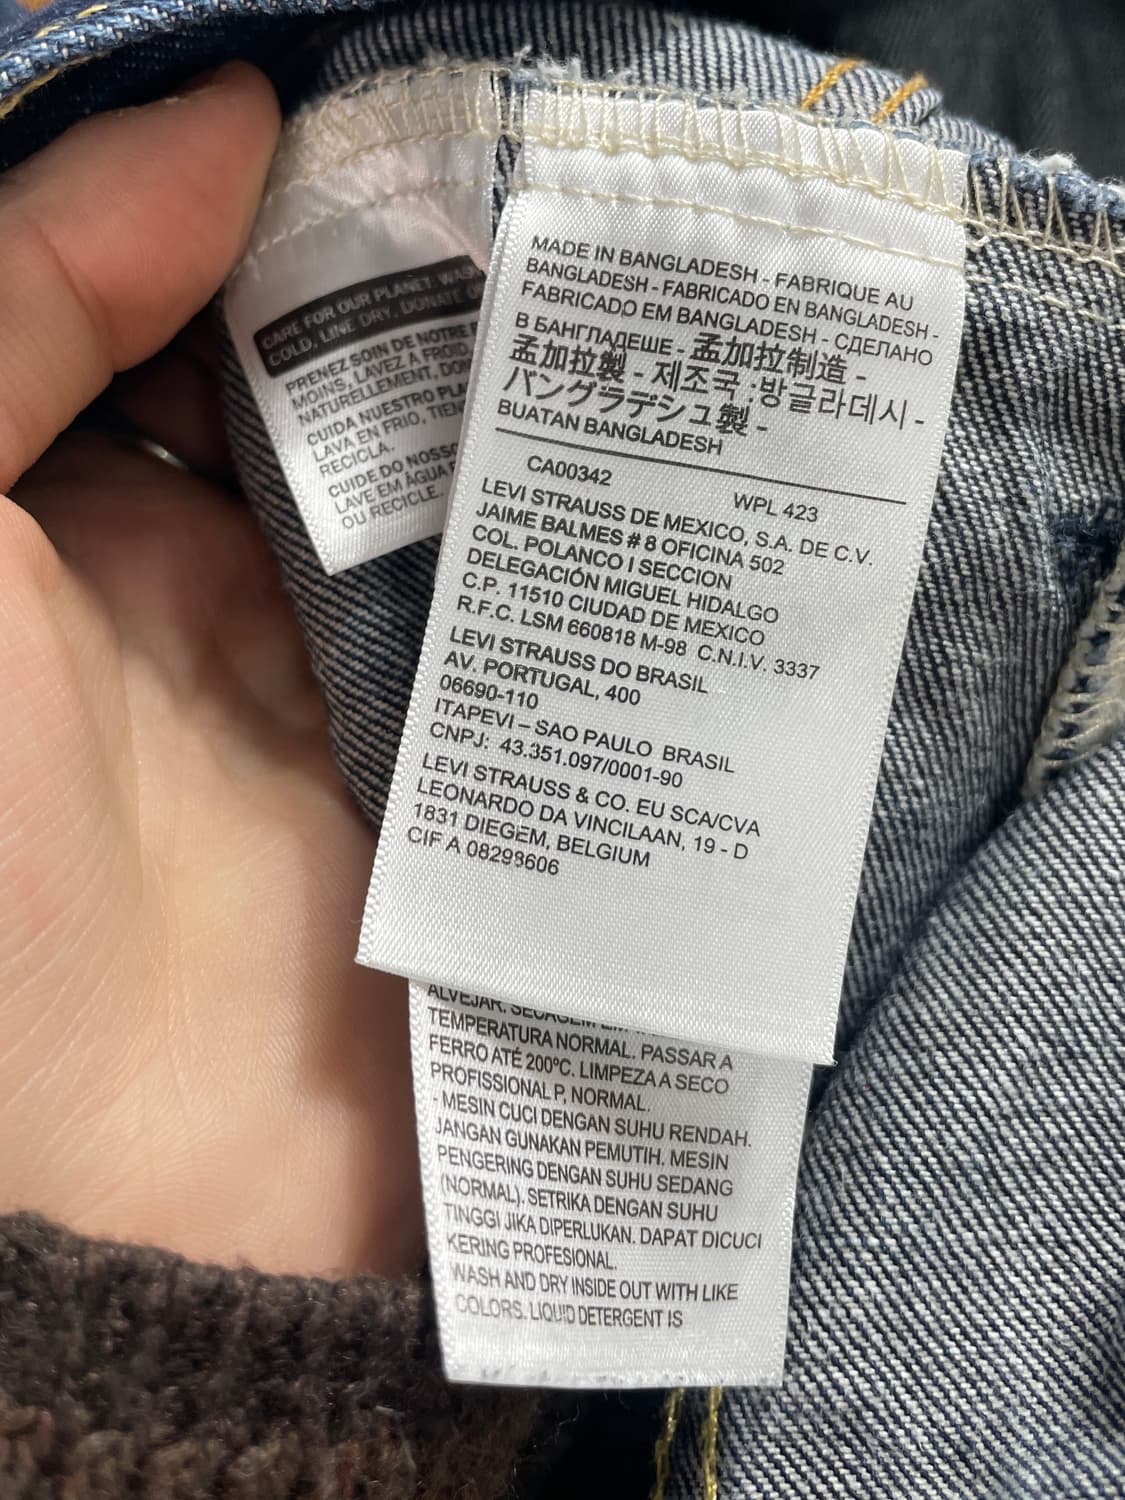 CARE FOR OUR PLANET: WAS
COLD, LINE DRY, DONATE O
PRENEZ SOIN DE NOTRE P
MOINS, LAVEZ A FROID,
NATURELLEMENT, DON
CUIDA NUESTRO PLA
LAVA EN FRIO, TIEN
RECICLA.
CUIDE DO NOSSO
LAVE EM ÁGUA F
OU RECICLE.
MADE IN BANGLADESH - FABRIQUE AU
BANGLADESH - FABRICADO EN BANGLADESH -
FABRICADO EM BANGLADESH - СДЕЛАНО
В БАНГЛАДЕШЕ - 孟加拉制造 -
孟加拉製 - 제조국 :방글라데시 -
バングラデシュ製 -
BUATAN BANGLADESH
CA00342 WPL 423
LEVI STRAUSS DE MEXICO, S.A. DE C.V.
JAIME BALMES # 8 OFICINA 502
COL. POLANCO I SECCION
DELEGACIÓN MIGUEL HIDALGO
C.P. 11510 CIUDAD DE MEXICO
R.F.C. LSM 660818 M-98 C.N.I.V. 3337
LEVI STRAUSS DO BRASIL
AV. PORTUGAL, 400
06690-110
ITAPEVI – SAO PAULO BRASIL
CNPJ: 43.351.097/0001-90
LEVI STRAUSS & CO. EU SCA/CVA
LEONARDO DA VINCILAAN, 19 - D
1831 DIEGEM, BELGIUM
CIF A 08298606
ALVEJAR. SECAGEM EM
TEMPERATURA NORMAL. PASSAR A
FERRO ATÉ 200ºC. LIMPEZA A SECO
PROFISSIONAL P, NORMAL.
- MESIN CUCI DENGAN SUHU RENDAH.
JANGAN GUNAKAN PEMUTIH. MESIN
PENGERING DENGAN SUHU SEDANG
(NORMAL). SETRIKA DENGAN SUHU
TINGGI JIKA DIPERLUKAN. DAPAT DICUCI
KERING PROFESIONAL.
WASH AND DRY INSIDE OUT WITH LIKE
COLORS. LIQUID DETERGENT IS